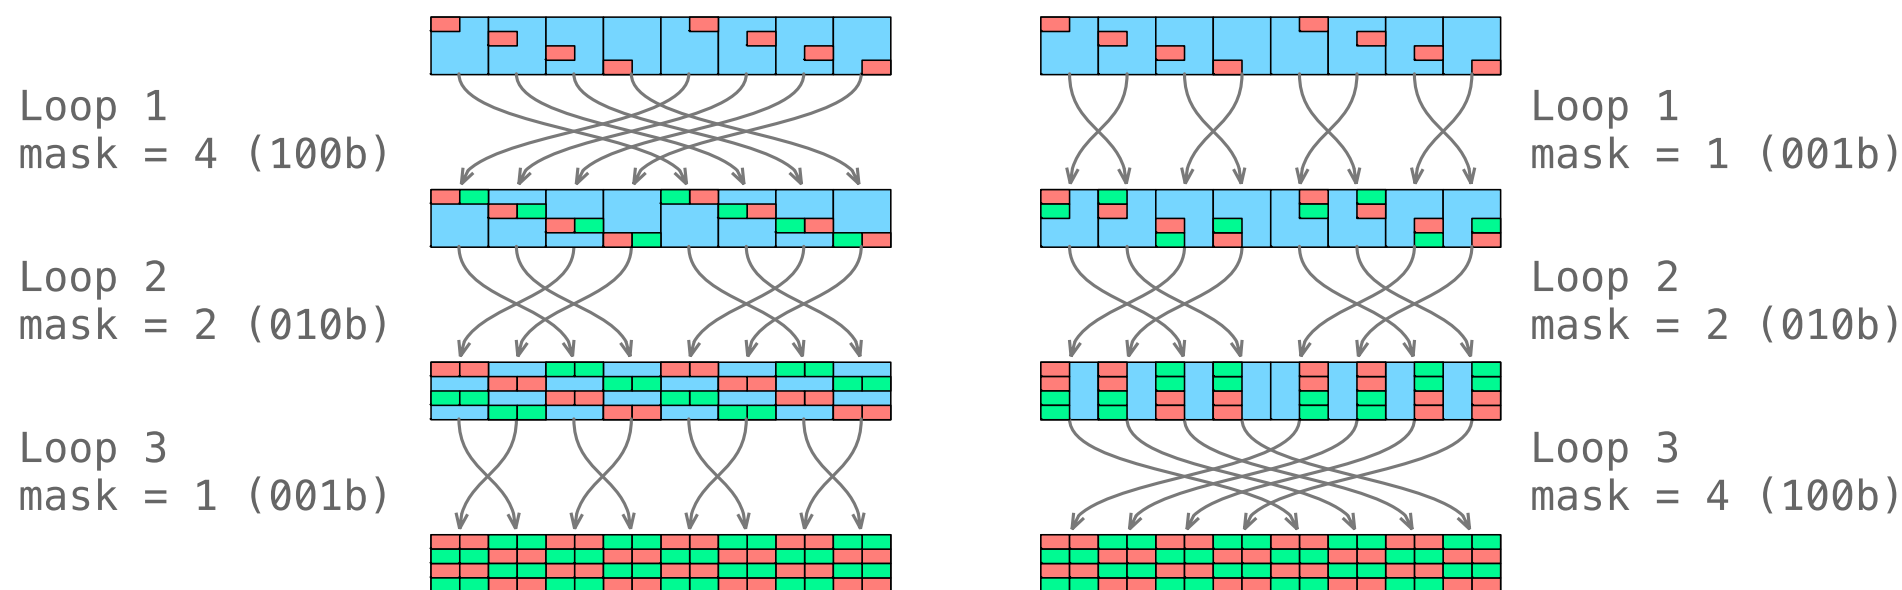 Loop 1
mask = 4 (100b)
Loop 2
mask = 2 (010b)
Loop 3
mask = 1 (001b)
Loop 1
mask = 1 (001b)
Loop 2
mask = 2 (010b)
Loop 3
mask = 4 (100b)